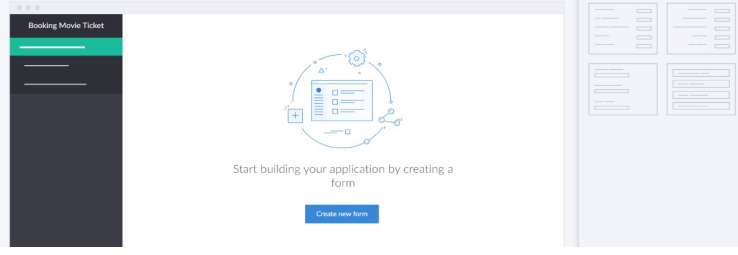 Booking Movie Ticket
Start building your application by creating a
form
Create new form